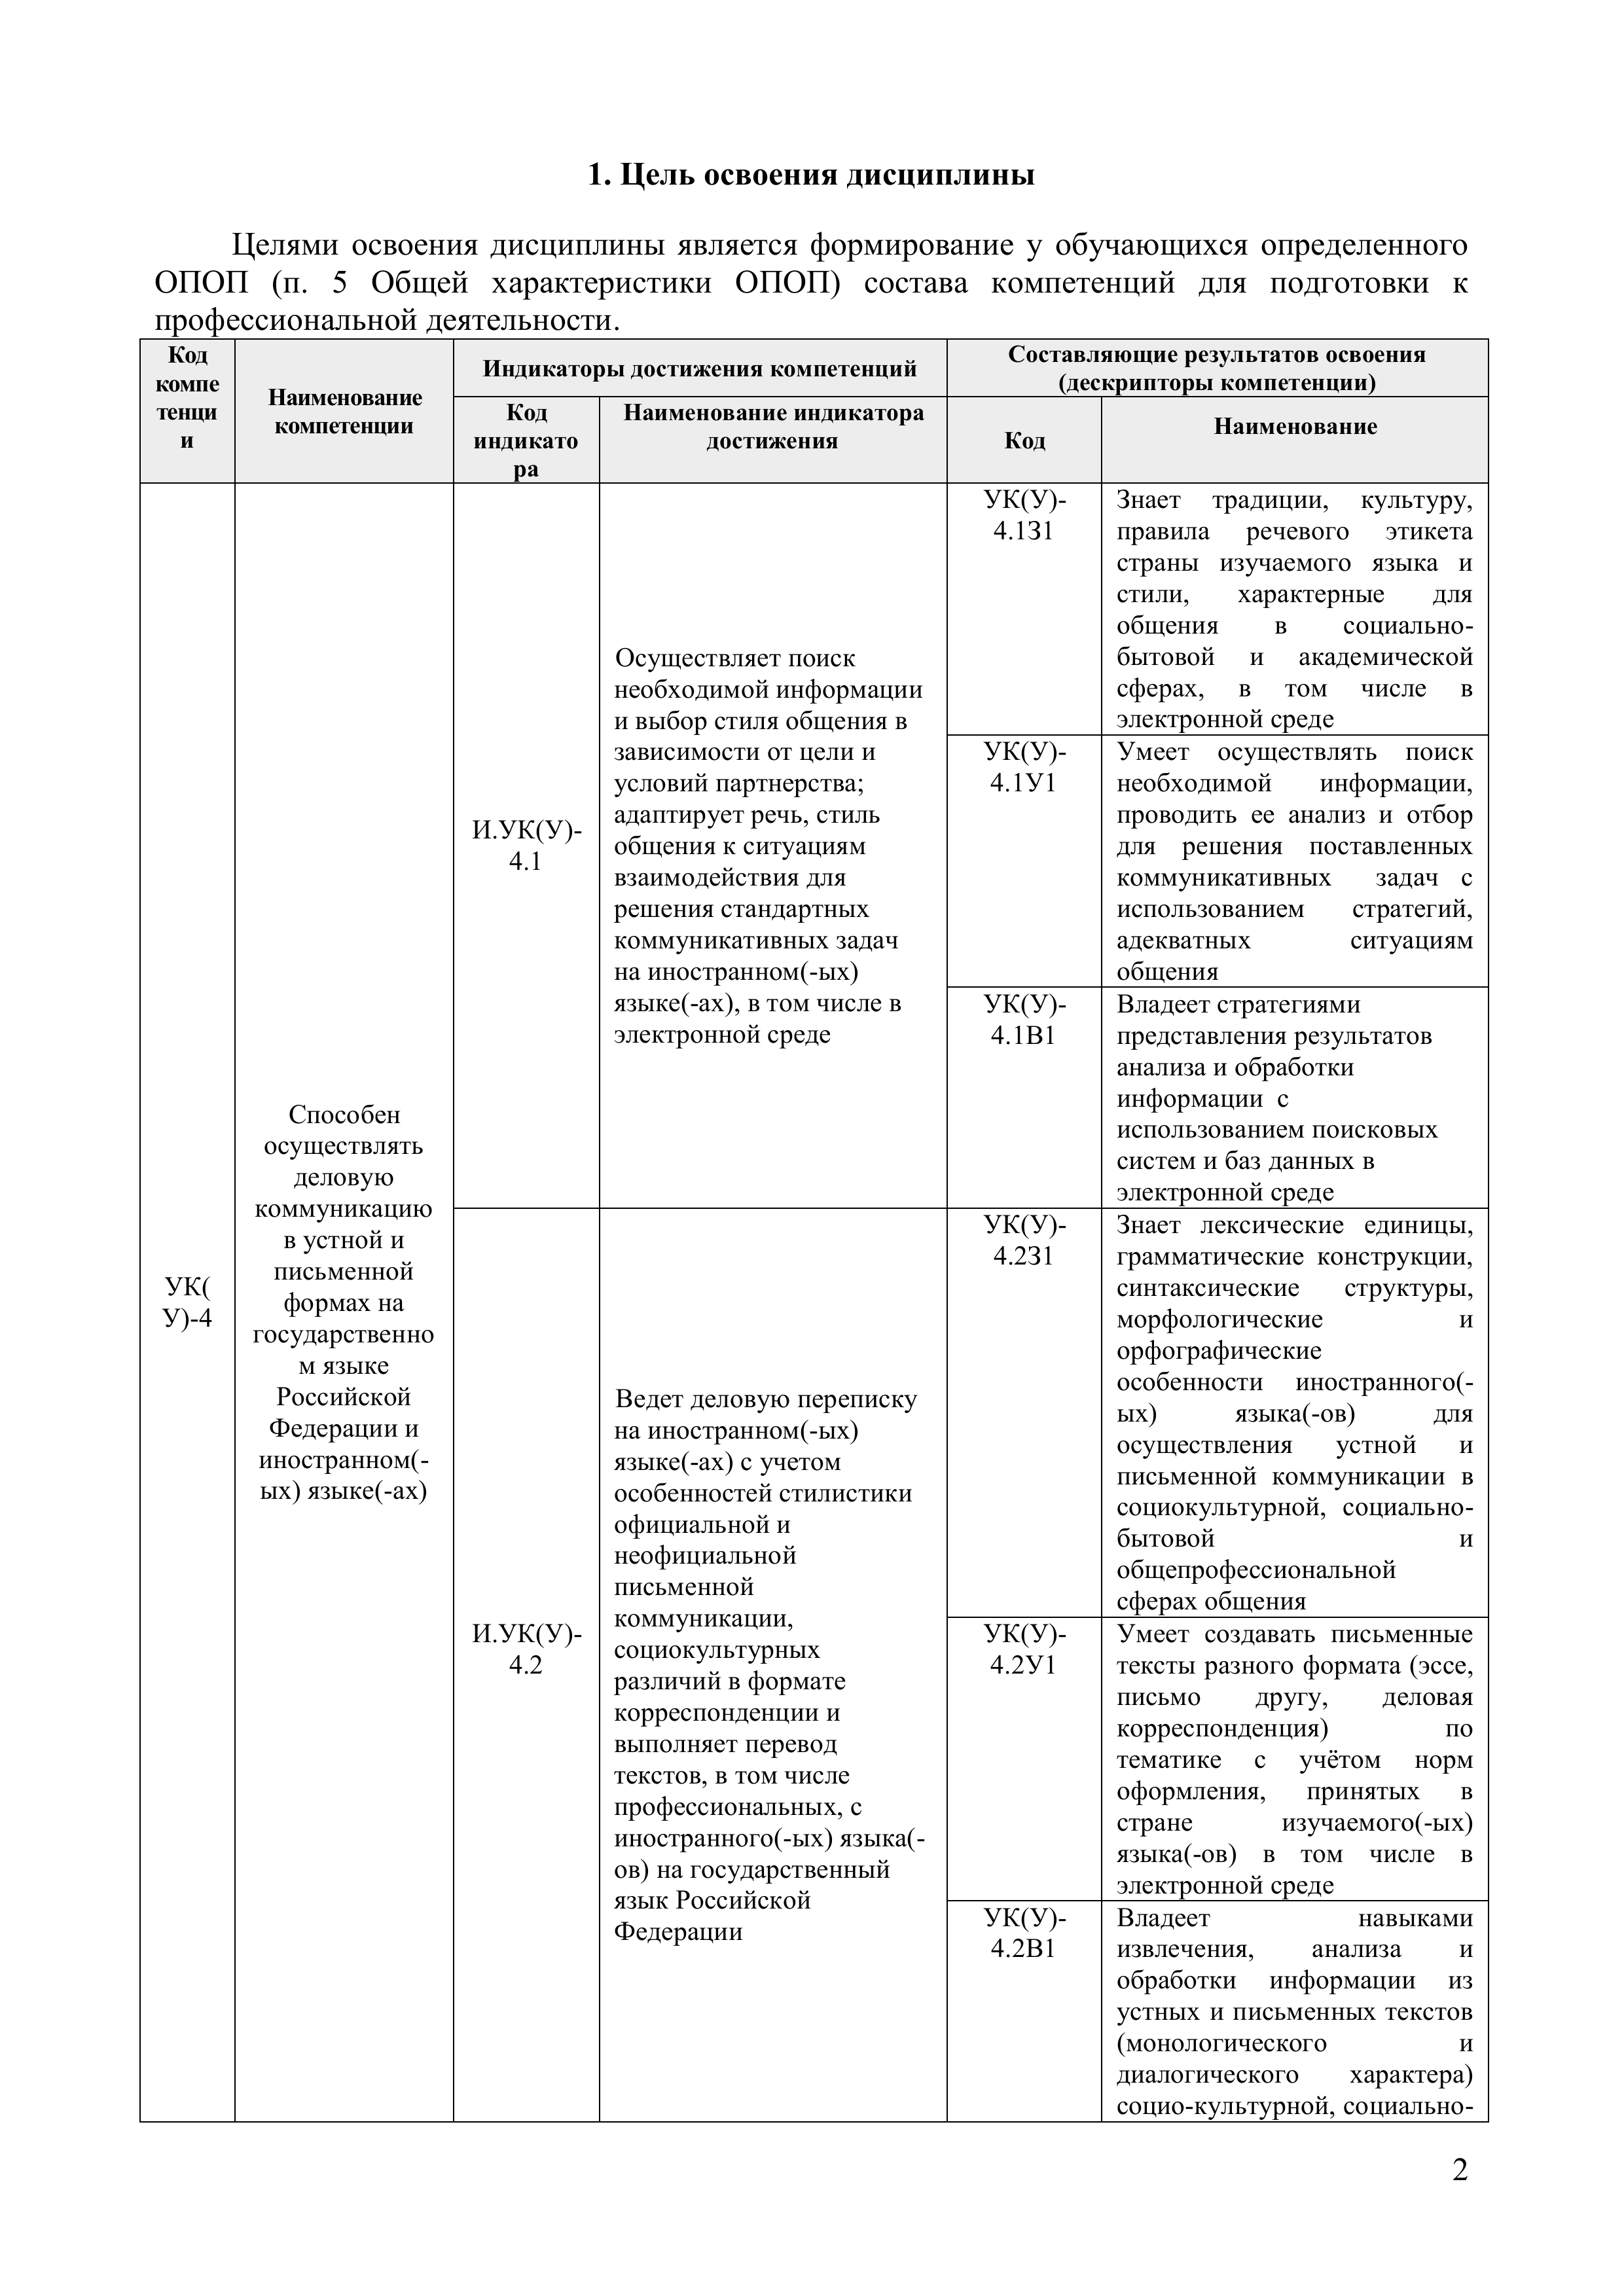 1. Цель освоения дисциплины
Целями освоения дисциплины является формирование у обучающихся определенного
ОПОП (п. 5 Общей характеристики ОПОП) состава компетенций для подготовки к
профессиональной деятельности.
Код
компе
тенци
и
Наименование
компетенции
Индикаторы достижения компетенций
Составляющие результатов освоения
(дескрипторы компетенции)
Код
индикато
ра
Наименование индикатора
достижения
Код
Наименование
УК(
У)-4
Способен
осуществлять
деловую
коммуникацию
в устной и
письменной
формах на
государственно
м языке
Российской
Федерации и
иностранном(-
ых) языке(-ах)
И.УК(У)-
4.1
Осуществляет поиск
необходимой информации
и выбор стиля общения в
зависимости от цели и
условий партнерства;
адаптирует речь, стиль
общения к ситуациям
взаимодействия для
решения стандартных
коммуникативных задач
на иностранном(-ых)
языке(-ах), в том числе в
электронной среде
УК(У)-
4.1З1
Знает традиции, культуру,
правила речевого этикета
страны изучаемого языка и
стили, характерные для
общения в социально-
бытовой и академической
сферах, в том числе в
электронной среде
УК(У)-
4.1У1
Умеет осуществлять поиск
необходимой информации,
проводить ее анализ и отбор
для решения поставленных
коммуникативных задач с
использованием стратегий,
адекватных ситуациям
общения
УК(У)-
4.1В1
Владеет стратегиями
представления результатов
анализа и обработки
информации с
использованием поисковых
систем и баз данных в
электронной среде
И.УК(У)-
4.2
Ведет деловую переписку
на иностранном(-ых)
языке(-ах) с учетом
особенностей стилистики
официальной и
неофициальной
письменной
коммуникации,
социокультурных
различий в формате
корреспонденции и
выполняет перевод
текстов, в том числе
профессиональных, с
иностранного(-ых) языка(-
ов) на государственный
язык Российской
Федерации
УК(У)-
4.2З1
Знает лексические единицы,
грамматические конструкции,
синтаксические структуры,
морфологические и
орфографические
особенности иностранного(-
ых) языка(-ов) для
осуществления устной и
письменной коммуникации в
социокультурной, социально-
бытовой и
общепрофессиональной
сферах общения
УК(У)-
4.2У1
Умеет создавать письменные
тексты разного формата (эссе,
письмо другу, деловая
корреспонденция) по
тематике с учётом норм
оформления, принятых в
стране изучаемого(-ых)
языка(-ов) в том числе в
электронной среде
УК(У)-
4.2В1
Владеет навыками
извлечения, анализа и
обработки информации из
устных и письменных текстов
(монологического и
диалогического характера)
социо-культурной, социально-
2